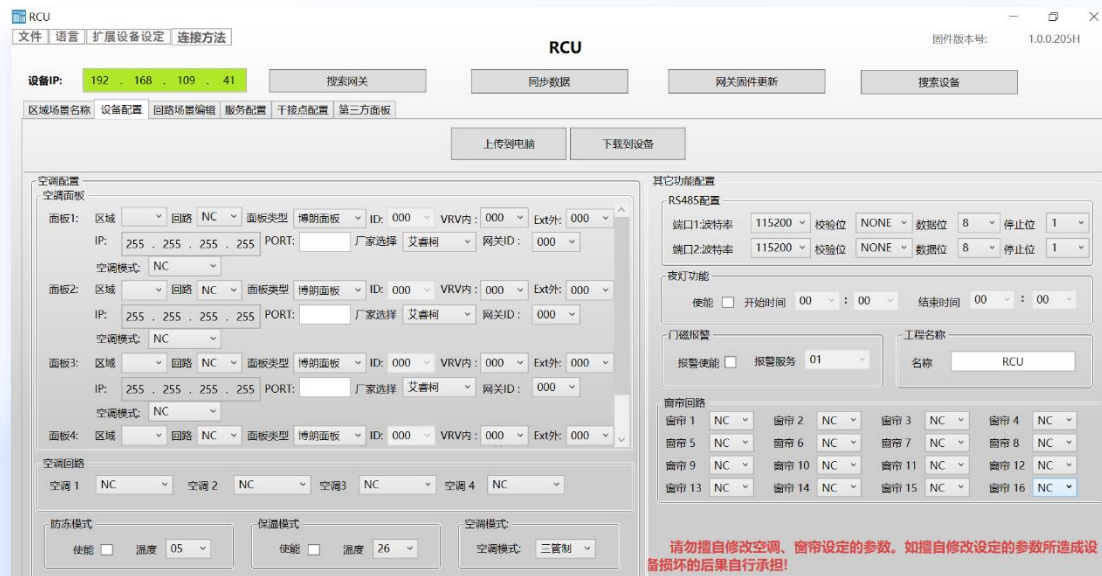 RCU
文件 语言 扩展设备设定 连接方法
RCU
固件版本号: 1.0.0.205H
设备IP: 192 . 168 . 109 . 41 搜索网关 同步数据 网关固件更新 搜索设备
区域场景名称 设备配置 回路场景编辑 服务配置 干接点配置 第三方面板
上传到电脑 下载到设备
空调配置
空调面板
面板1: 区域 回路 NC 面板类型 博朗面板 ID: 000 VRV内: 000 Ext外: 000
IP: 255 . 255 . 255 . 255 PORT: 厂家选择 艾睿柯 网关ID: 000
空调模式: NC
面板2: 区域 回路 NC 面板类型 博朗面板 ID: 000 VRV内: 000 Ext外: 000
IP: 255 . 255 . 255 . 255 PORT: 厂家选择 艾睿柯 网关ID: 000
空调模式: NC
面板3: 区域 回路 NC 面板类型 博朗面板 ID: 000 VRV内: 000 Ext外: 000
IP: 255 . 255 . 255 . 255 PORT: 厂家选择 艾睿柯 网关ID: 000
空调模式: NC
面板4: 区域 回路 NC 面板类型 博朗面板 ID: 000 VRV内: 000 Ext外: 000
空调回路
空调 1 NC 空调 2 NC 空调3 NC 空调 4 NC
防冻模式
使能 温度 05
保温模式
使能 温度 26
空调模式:
空调模式: 三管制
其它功能配置
RS485配置
端口1:波特率 115200 校验位 NONE 数据位 8 停止位 1
端口2:波特率 115200 校验位 NONE 数据位 8 停止位 1
夜灯功能
使能 开始时间 00 : 00 结束时间 00 : 00
门磁报警
报警使能 报警服务 01
工程名称
名称 RCU
窗帘回路
窗帘 1 NC 窗帘 2 NC 窗帘 3 NC 窗帘 4 NC
窗帘 5 NC 窗帘 6 NC 窗帘 7 NC 窗帘 8 NC
窗帘 9 NC 窗帘 10 NC 窗帘 11 NC 窗帘 12 NC
窗帘 13 NC 窗帘 14 NC 窗帘 15 NC 窗帘 16 NC
请勿擅自修改空调、窗帘设定的参数。如擅自修改设定的参数所造成设
备损坏的后果自行承担!